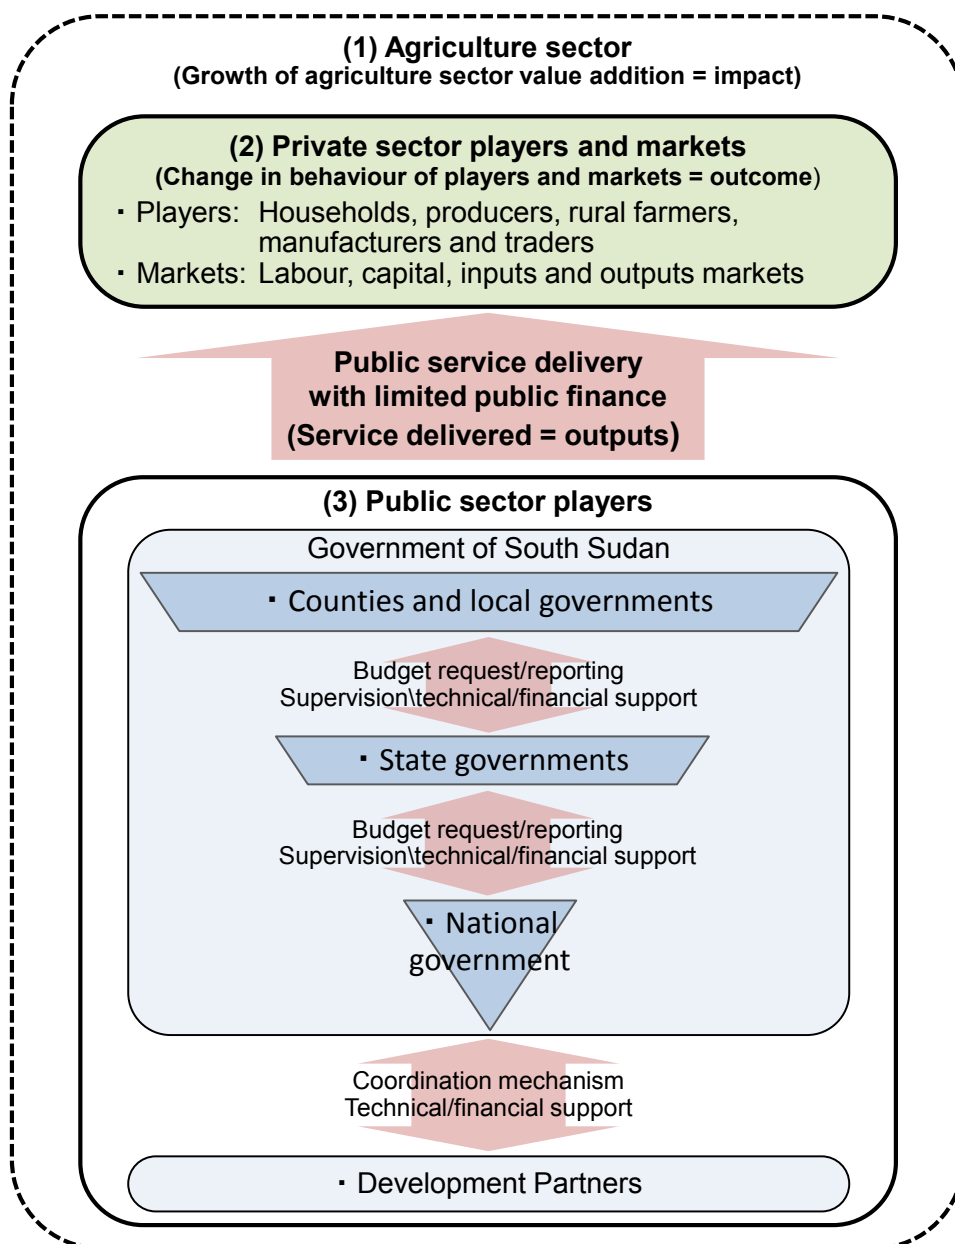 (1) Agriculture sector
(Growth of agriculture sector value addition = impact)
(2) Private sector players and markets
(Change in behaviour of players and markets = outcome)
・Players: Households, producers, rural farmers,
manufacturers and traders
・Markets: Labour, capital, inputs and outputs markets
Public service delivery
with limited public finance
(Service delivered = outputs)
(3) Public sector players
Government of South Sudan
・Counties and local governments
Budget request/reporting
Supervision\technical/financial support
・State governments
Budget request/reporting
Supervision\technical/financial support
・National
government
Coordination mechanism
Technical/financial support
・Development Partners